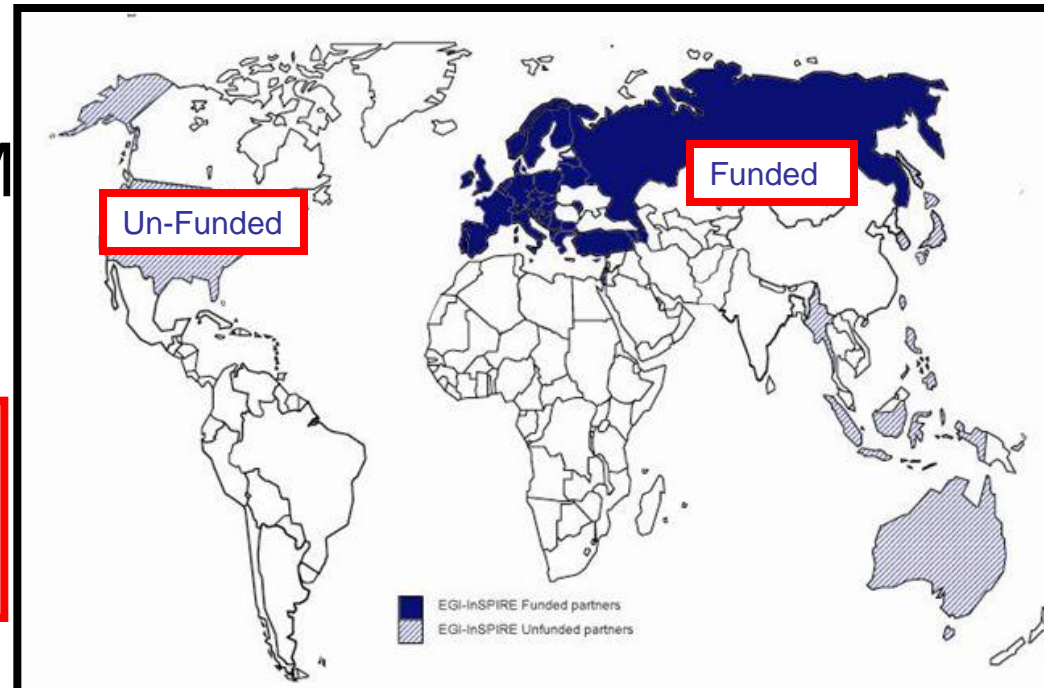 M
Funded
Un-Funded
EGI-InSPIRE Funded partners
EGI-InSPIRE Unfunded partners